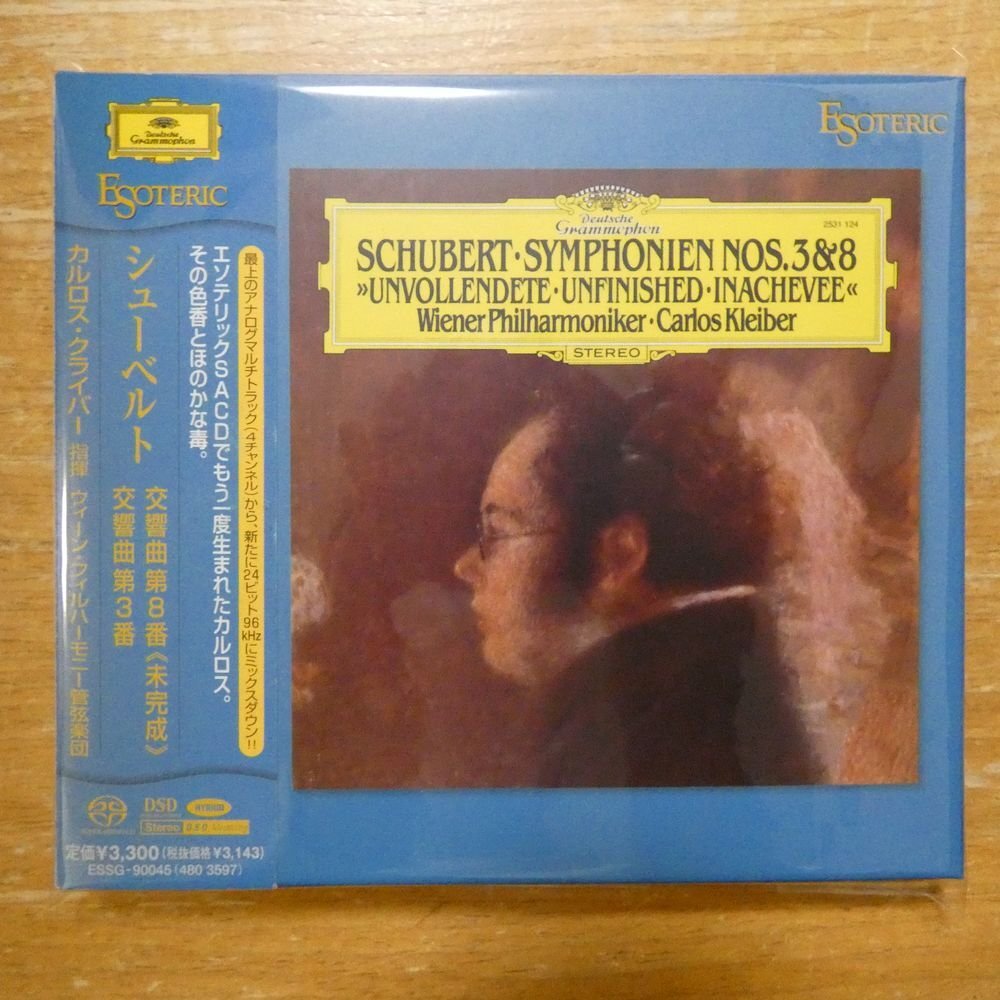 Deutsche
Grammophon
ESOTERIC
最上のアナログマルチトラック(4チャンネル)から、新たに24ビット96kHzにミックスダウン!!
エソテリックSACDでもう一度生まれたカルロス。
その色香とほのかな毒。
シューベルト
交響曲第8番《未完成》
交響曲第3番
カルロス・クライバー 指揮 ウィーン・フィルハーモニー管弦楽団
DSD
HYBRID
Stereo DSD
定価¥3,300(税抜価格¥3,143)
ESSG-90045 (480 3597)
ESOTERIC
Deutsche
Grammophon
2531 124
SCHUBERT·SYMPHONIEN NOS. 3&8
»UNVOLLENDETE·UNFINISHED·INACHEVEE«
Wiener Philharmoniker·Carlos Kleiber
STEREO